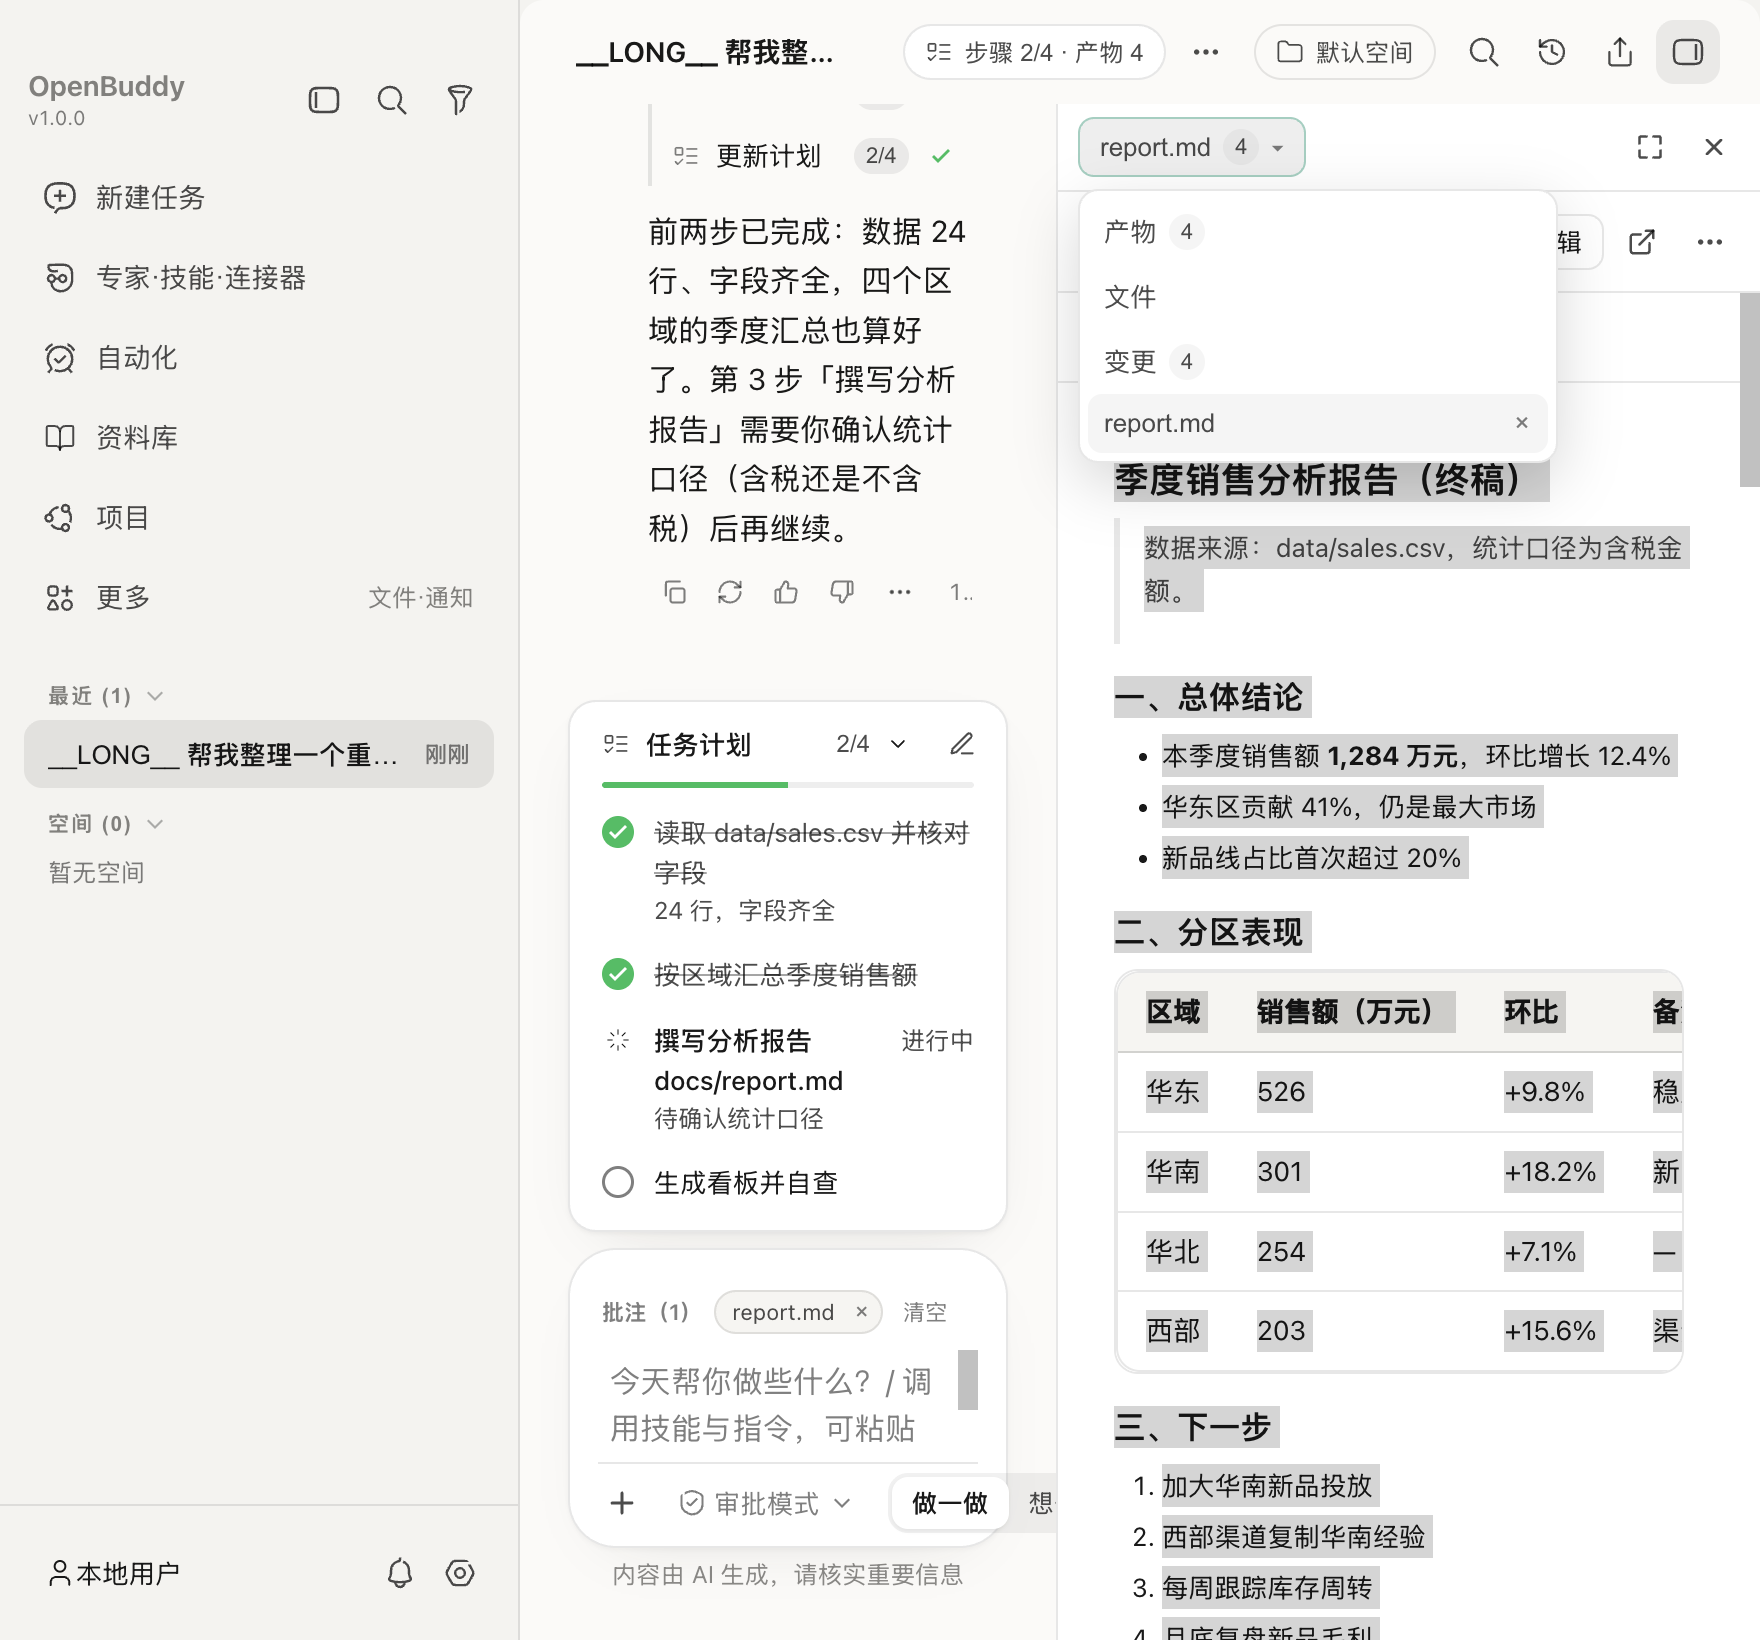 OpenBuddy
v1.0.0
新建任务
专家·技能·连接器
自动化
资料库
项目
更多 文件·通知
最近 (1)
__LONG__ 帮我整理一个重… 刚刚
空间 (0)
暂无空间
本地用户
__LONG__ 帮我整… 步骤 2/4 · 产物 4 默认空间
更新计划 2/4
前两步已完成：数据 24
行、字段齐全，四个区
域的季度汇总也算好
了。第 3 步「撰写分析
报告」需要你确认统计
口径（含税还是不含
税）后再继续。
1..
任务计划 2/4
读取 data/sales.csv 并核对
字段
24 行，字段齐全
按区域汇总季度销售额
撰写分析报告 进行中
docs/report.md
待确认统计口径
生成看板并自查
批注（1） report.md × 清空
今天帮你做些什么？/ 调
用技能与指令，可粘贴
审批模式 做一做 想
内容由 AI 生成，请核实重要信息
report.md 4
产物 4
文件
变更 4
report.md ×
辑
季度销售分析报告（终稿）
数据来源：data/sales.csv，统计口径为含税金
额。
一、总体结论
• 本季度销售额 1,284 万元，环比增长 12.4%
• 华东区贡献 41%，仍是最大市场
• 新品线占比首次超过 20%
二、分区表现
区域 销售额（万元） 环比 备
华东 526 +9.8% 稳
华南 301 +18.2% 新
华北 254 +7.1% —
西部 203 +15.6% 渠
三、下一步
1. 加大华南新品投放
2. 西部渠道复制华南经验
3. 每周跟踪库存周转
4. 月底复盘新品毛利